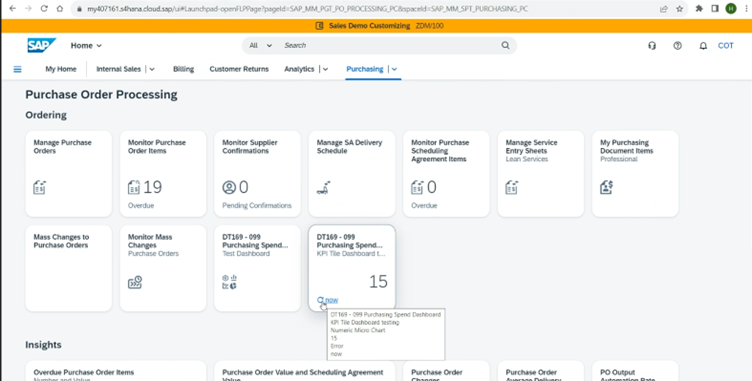 my407161.s4hana.cloud.sap/ui#Launchpad-openFLPPage?pageId=SAP_MM_PGT_PO_PROCESSING_PC&spaceId=SAP_MM_SPT_PURCHASING_PC
H
Sales Demo Customizing ZDM/100
SAP Home All Search COT
My Home Internal Sales Billing Customer Returns Analytics Purchasing
Purchase Order Processing
Ordering
Manage Purchase
Orders
Monitor Purchase
Order Items
19
Overdue
Monitor Supplier
Confirmations
0
Pending Confirmations
Manage SA Delivery
Schedule
Monitor Purchase
Scheduling
Agreement Items
0
Overdue
Manage Service
Entry Sheets
Lean Services
My Purchasing
Document Items
Professional
Mass Changes to
Purchase Orders
Monitor Mass
Changes
Purchase Orders
DT169 - 099
Purchasing Spend...
Test Dashboard
DT169 - 099
Purchasing Spend...
KPI Tile Dashboard t...
15
now
DT169 - 099 Purchasing Spend Dashboard
KPI Tile Dashboard testing
Numeric Micro Chart
15
Error
now
Insights
Overdue Purchase Order Items
Number and Value
Purchase Order Value and Scheduling Agreement
Value
Purchase Order
Changes
Purchase Order
Average Delivery
PO Output
Automation Rate